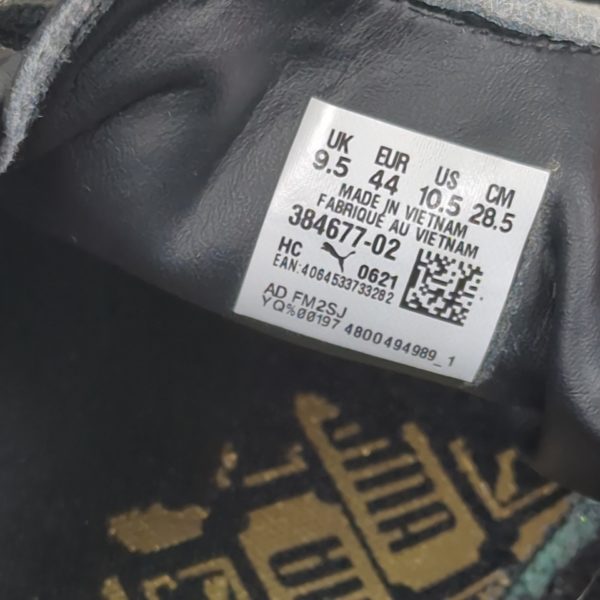 UK EUR US CM
9.5 44 10.5 28.5
MADE IN VIETNAM
FABRIQUÉ AU VIETNAM
384677-02
HC 0621
EAN:4064533733282
AD FM2SJ
YQ%00197 4800494989_1